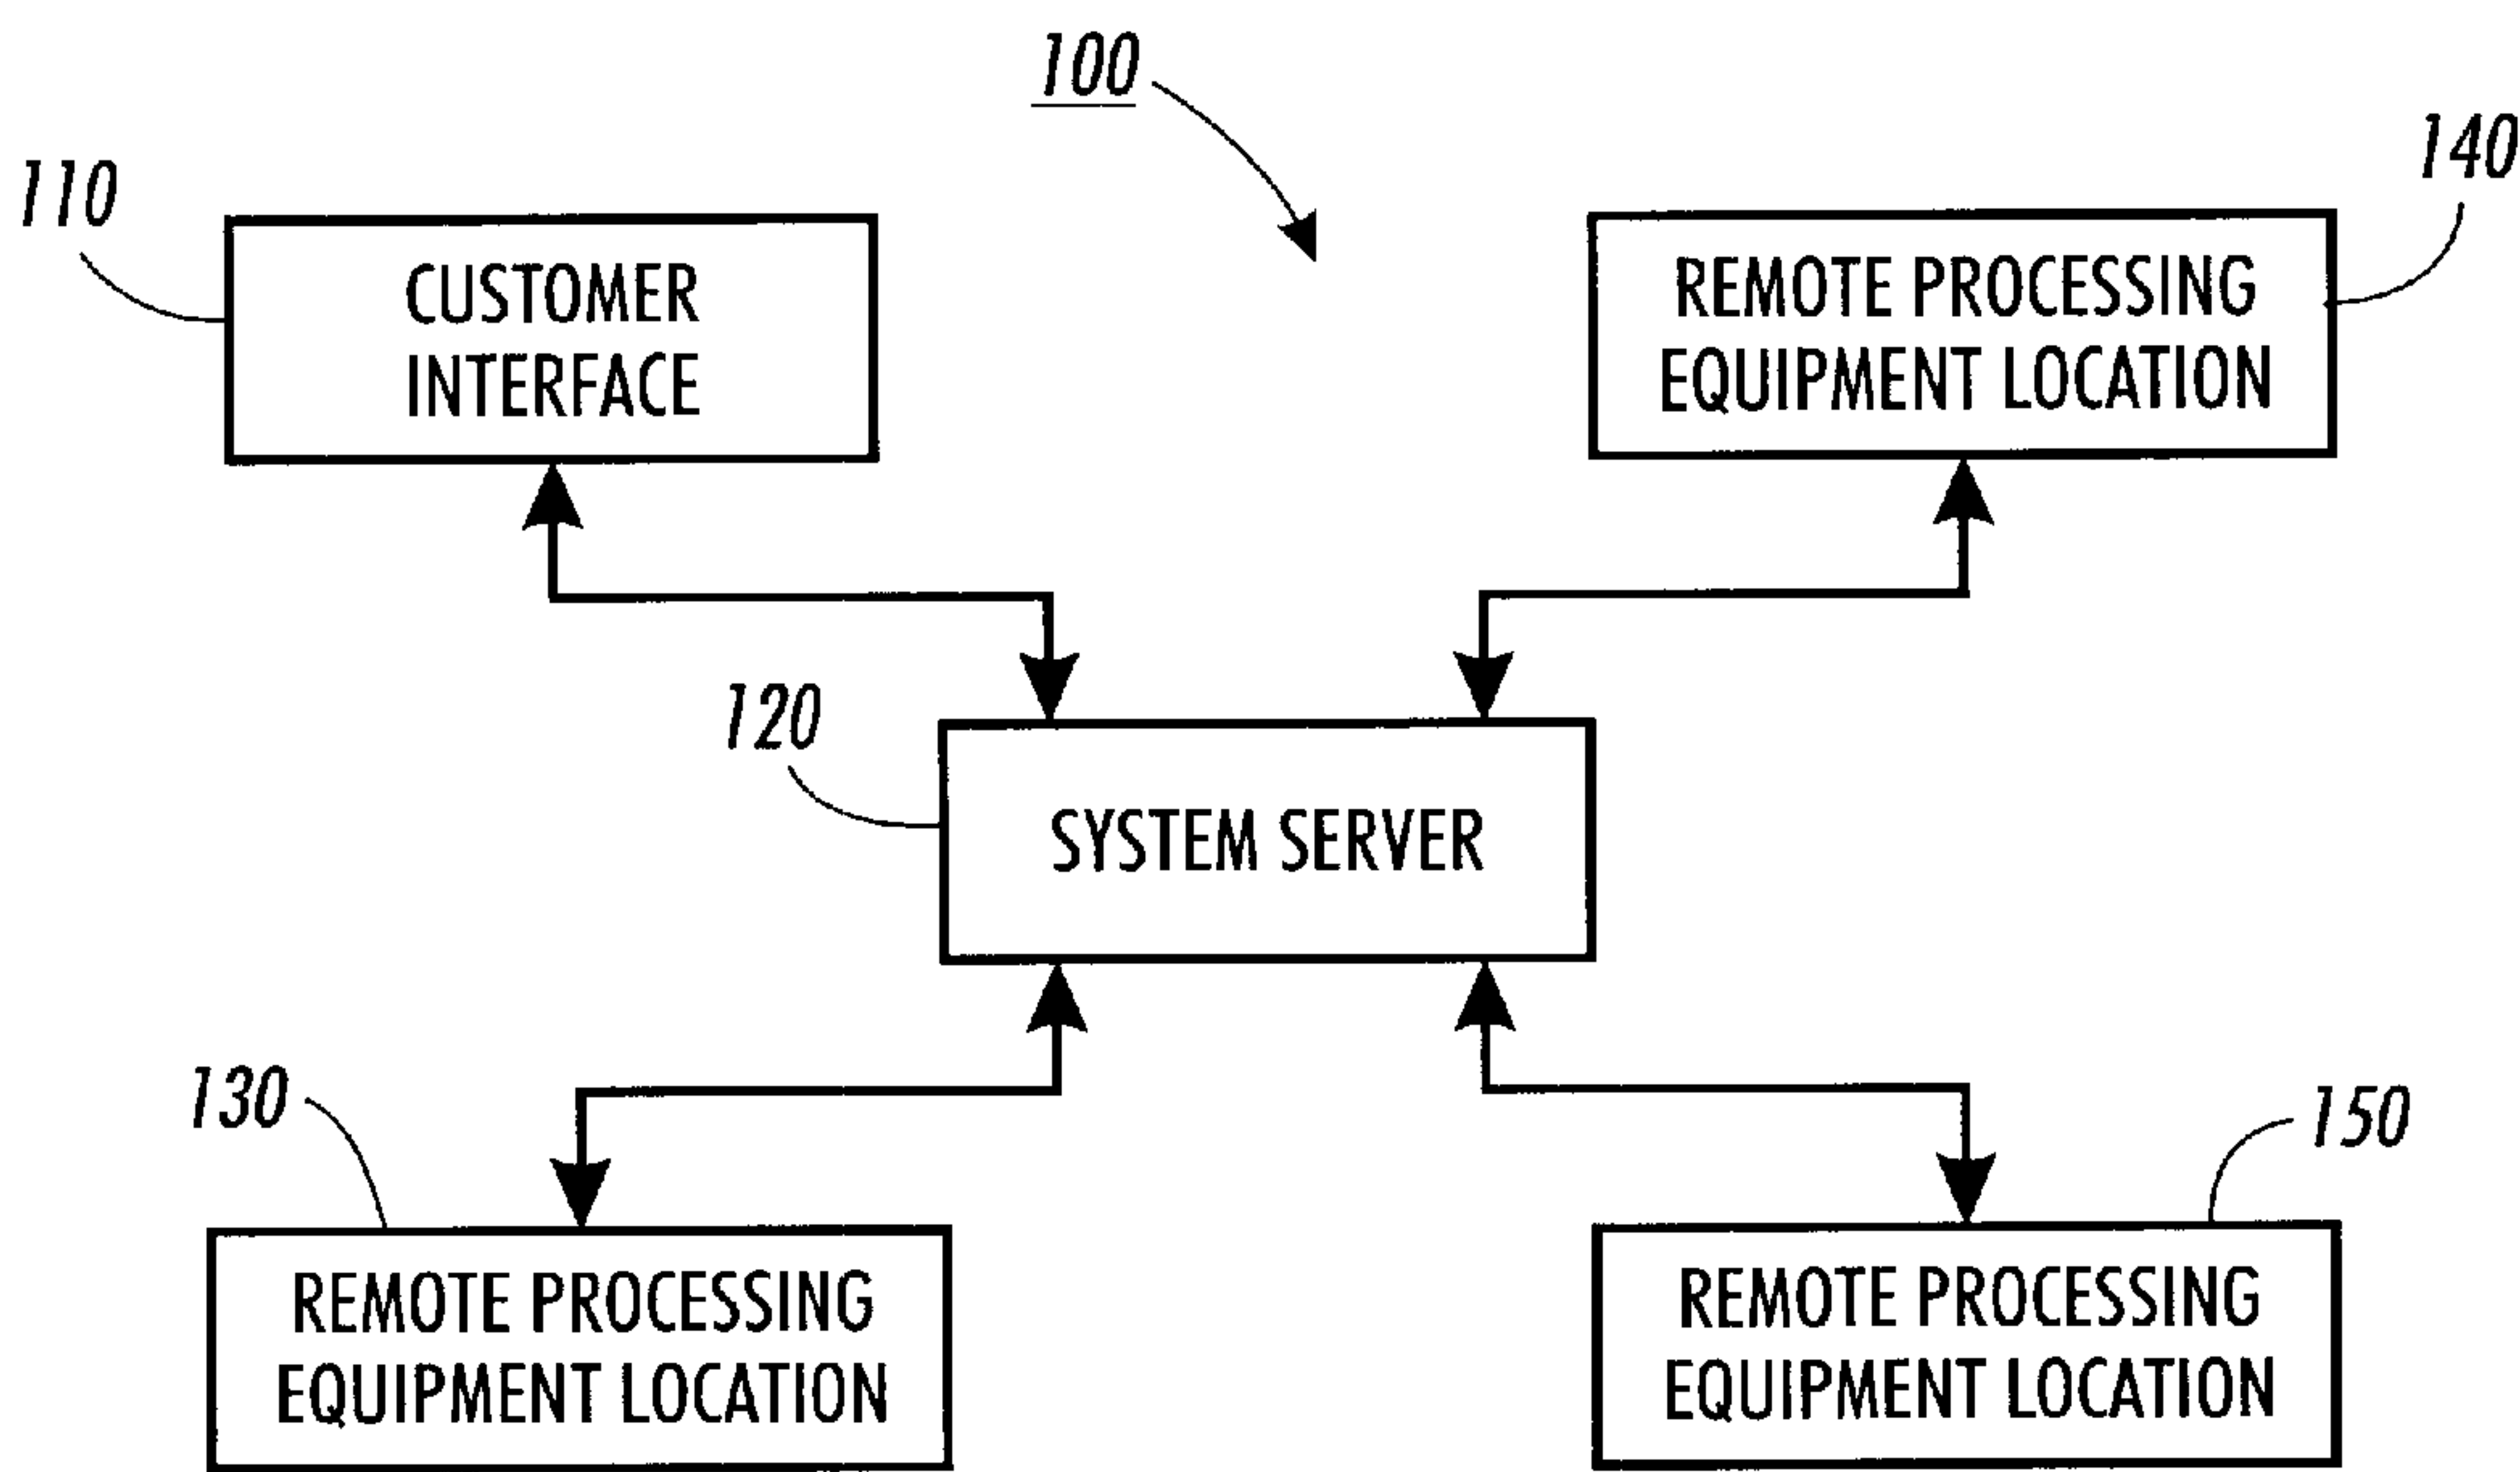 100
110
140
CUSTOMER
INTERFACE
REMOTE PROCESSING
EQUIPMENT LOCATION
120
SYSTEM SERVER
130
150
REMOTE PROCESSING
EQUIPMENT LOCATION
REMOTE PROCESSING
EQUIPMENT LOCATION